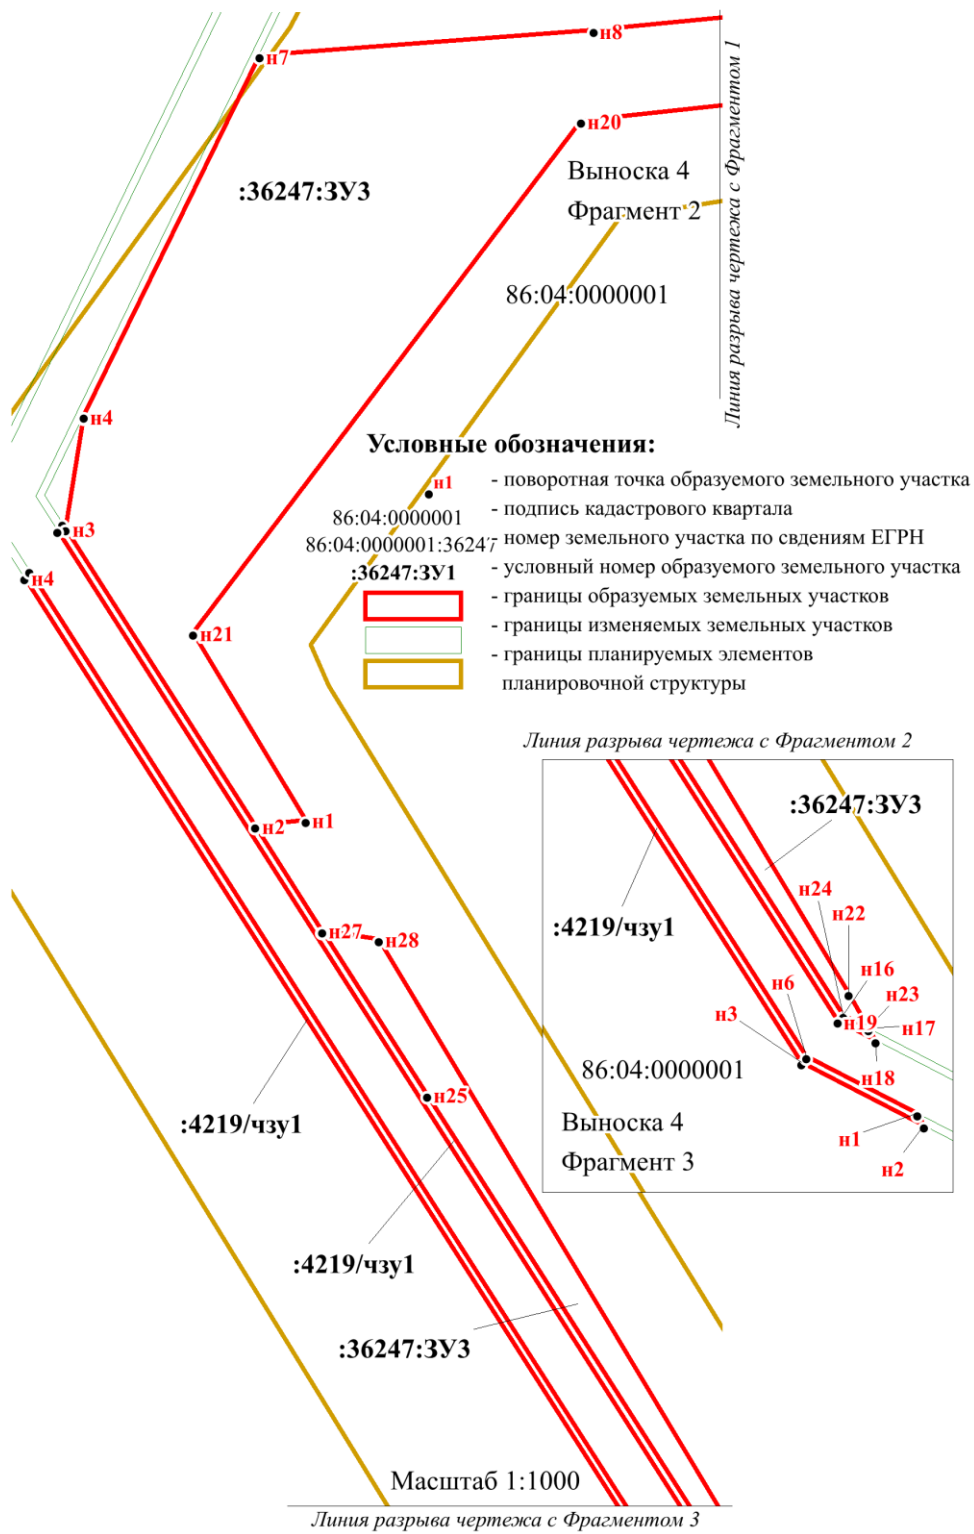 н7
н8
н20
Выноска 4
Фрагмент 2
:36247:ЗУ3
86:04:0000001
Линия разрыва чертежа с Фрагментом 1
н4
н3
н4
Условные обозначения:
н1
- поворотная точка образуемого земельного участка
86:04:0000001
- подпись кадастрового квартала
86:04:0000001:36247
- номер земельного участка по свдениям ЕГРН
:36247:ЗУ1
- условный номер образуемого земельного участка
- границы образуемых земельных участков
- границы изменяемых земельных участков
- границы планируемых элементов
планировочной структуры
н21
н2
н1
н27
н28
н25
:4219/чзу1
:4219/чзу1
:36247:ЗУ3
Масштаб 1:1000
Линия разрыва чертежа с Фрагментом 3
Линия разрыва чертежа с Фрагментом 2
:36247:ЗУ3
н24
н22
:4219/чзу1
н16
н6
н23
н3
н19
н17
86:04:0000001
н18
Выноска 4
н1
Фрагмент 3
н2